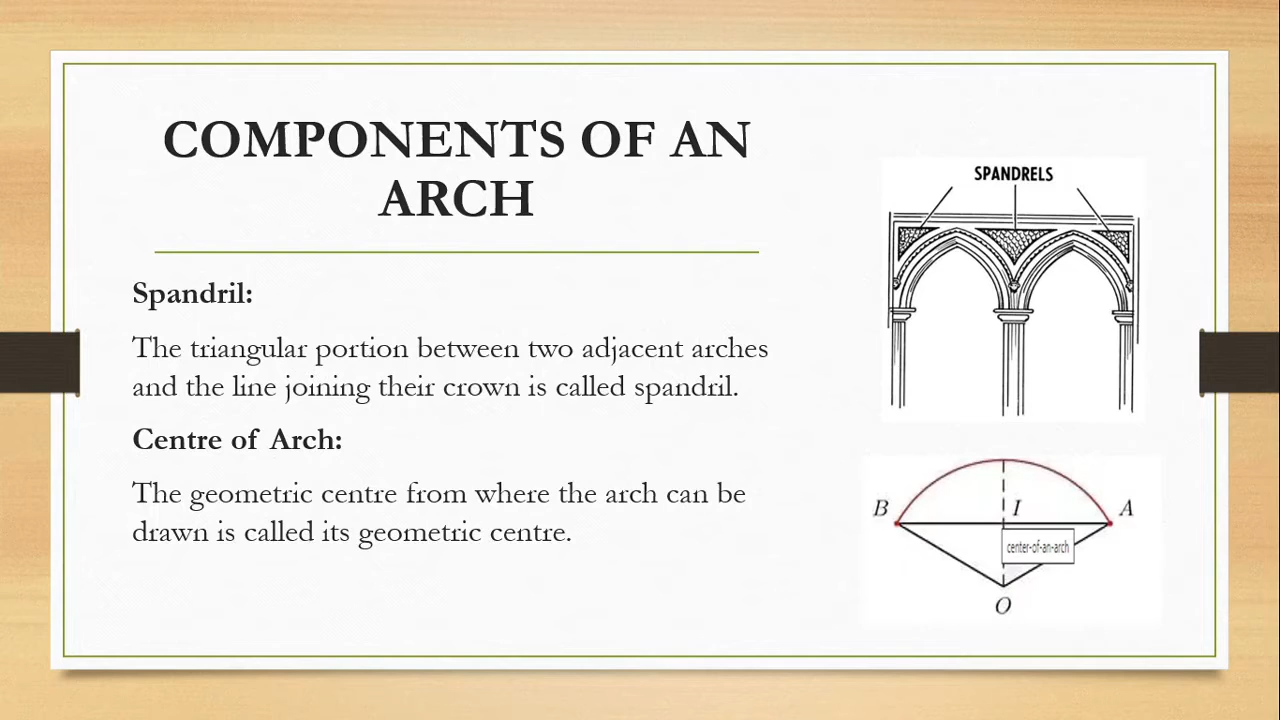 COMPONENTS OF AN
ARCH
Spandril:
The triangular portion between two adjacent arches
and the line joining their crown is called spandril.
Centre of Arch:
The geometric centre from where the arch can be
drawn is called its geometric centre.
SPANDRELS
B
I
A
center-of-an-arch
O